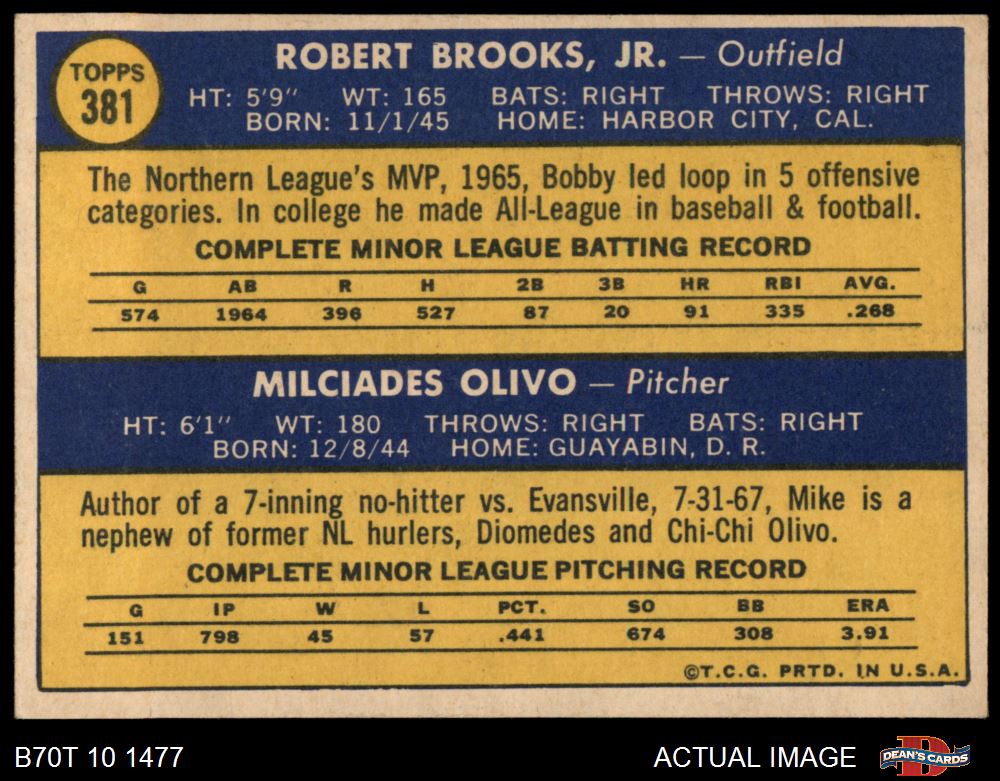 TOPPS
381
ROBERT BROOKS, JR. — Outfield
HT: 5'9" WT: 165 BATS: RIGHT THROWS: RIGHT
BORN: 11/1/45 HOME: HARBOR CITY, CAL.
The Northern League's MVP, 1965, Bobby led loop in 5 offensive
categories. In college he made All-League in baseball & football.
COMPLETE MINOR LEAGUE BATTING RECORD
G AB R H 2B 3B HR RBI AVG.
574 1964 396 527 87 20 91 335 .268
MILCIADES OLIVO — Pitcher
HT: 6'1" WT: 180 THROWS: RIGHT BATS: RIGHT
BORN: 12/8/44 HOME: GUAYABIN, D. R.
Author of a 7-inning no-hitter vs. Evansville, 7-31-67, Mike is a
nephew of former NL hurlers, Diomedes and Chi-Chi Olivo.
COMPLETE MINOR LEAGUE PITCHING RECORD
G IP W L PCT. SO BB ERA
151 798 45 57 .441 674 308 3.91
©T.C.G. PRTD. IN U.S.A.
B70T 10 1477 ACTUAL IMAGE DEAN'S CARDS